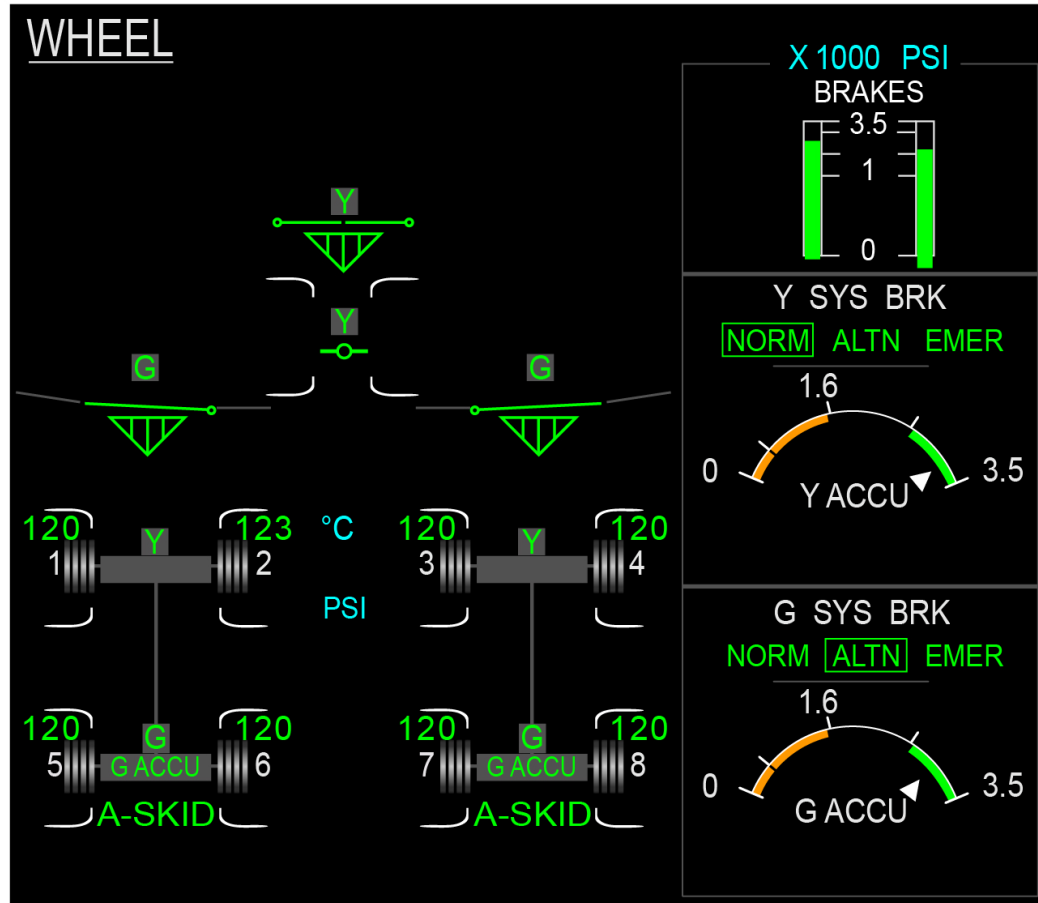 WHEEL
X 1000 PSI
BRAKES
3.5
1
0
Y
Y
G G
Y SYS BRK
NORM ALTN EMER
1.6
0 3.5
Y ACCU
120 123 °C 120 120
Y Y
1 2 3 4
PSI
G SYS BRK
NORM ALTN EMER
1.6
0 3.5
G ACCU
120 120 120 120
G G
5 G ACCU 6 7 G ACCU 8
A-SKID A-SKID